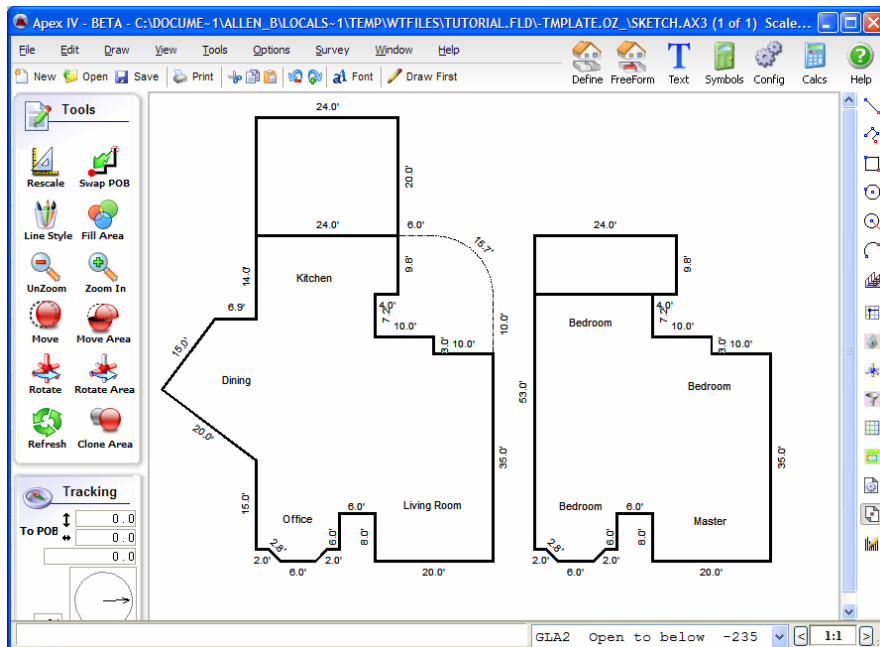 Apex IV - BETA - C:\DOCUME~1\ALLEN_B\LOCALS~1\TEMP\WTFILES\TUTORIAL.FLD\-TMPLATE.OZ_\SKETCH.AX3 (1 of 1) Scale...
File Edit Draw View Tools Options Survey Window Help
New Open Save Print Font Draw First
Define FreeForm Text Symbols Config Calcs Help
Tools
Rescale Swap POB
Line Style Fill Area
UnZoom Zoom In
Move Move Area
Rotate Rotate Area
Refresh Clone Area
Tracking
To POB
0.0
0.0
0.0
24.0'
20.0'
24.0'
6.0'
15.7'
9.8'
14.0'
Kitchen
4.0'
7.2'
6.9'
10.0'
10.0'
3.0'
10.0'
15.0'
Dining
20.0'
35.0'
15.0'
Office
6.0'
Living Room
6.0'
8.0'
2.8'
2.0'
2.0'
6.0'
20.0'
24.0'
9.8'
Bedroom
4.0'
7.2'
10.0'
3.0'
10.0'
Bedroom
53.0'
35.0'
Bedroom
6.0'
Master
6.0'
8.0'
2.8'
2.0'
2.0'
6.0'
20.0'
GLA2 Open to below -235
< 1:1 >